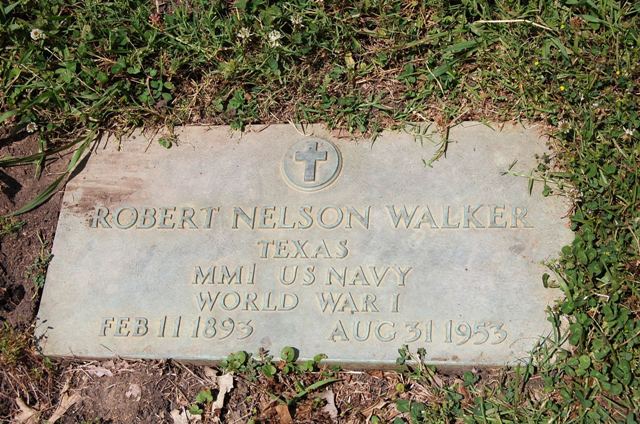 ROBERT NELSON WALKER
TEXAS
MM1 US NAVY
WORLD WAR I
FEB 11 1893 AUG 31 1953